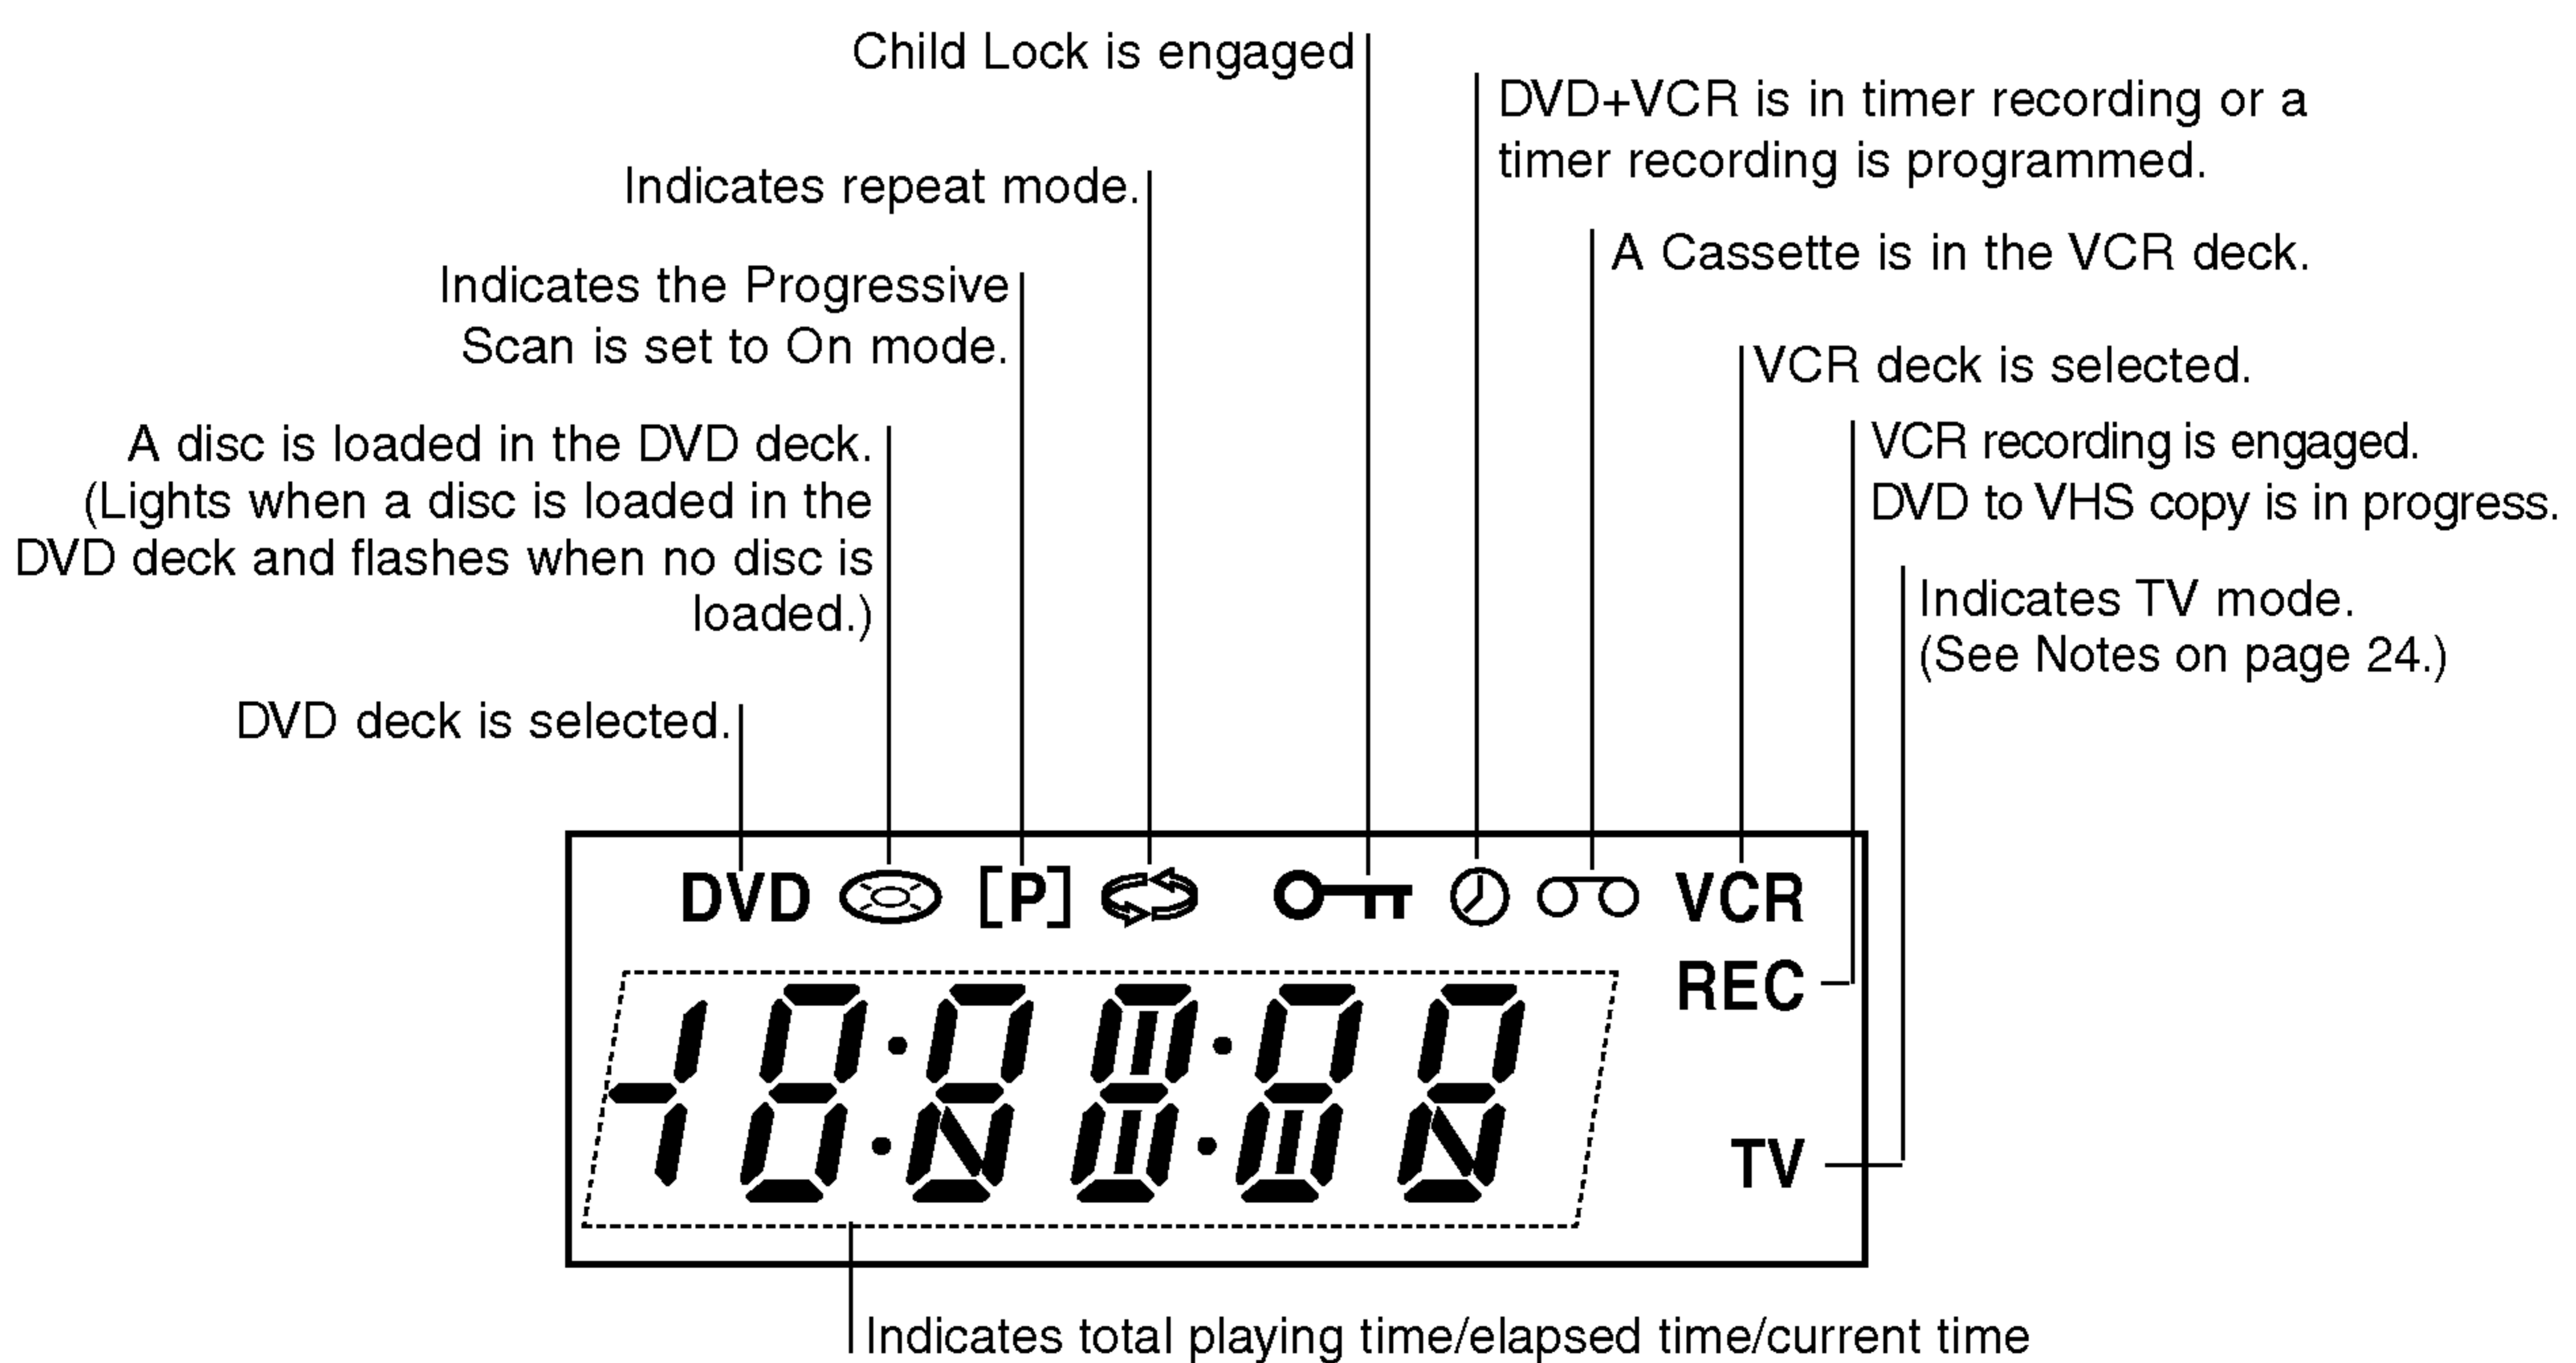 Child Lock is engaged
DVD+VCR is in timer recording or a
timer recording is programmed.
Indicates repeat mode.
A Cassette is in the VCR deck.
Indicates the Progressive
Scan is set to On mode.
VCR deck is selected.
A disc is loaded in the DVD deck.
(Lights when a disc is loaded in the
DVD deck and flashes when no disc is
loaded.)
VCR recording is engaged.
DVD to VHS copy is in progress.
Indicates TV mode.
(See Notes on page 24.)
DVD deck is selected.
DVD [P] VCR
REC
TV
Indicates total playing time/elapsed time/current time